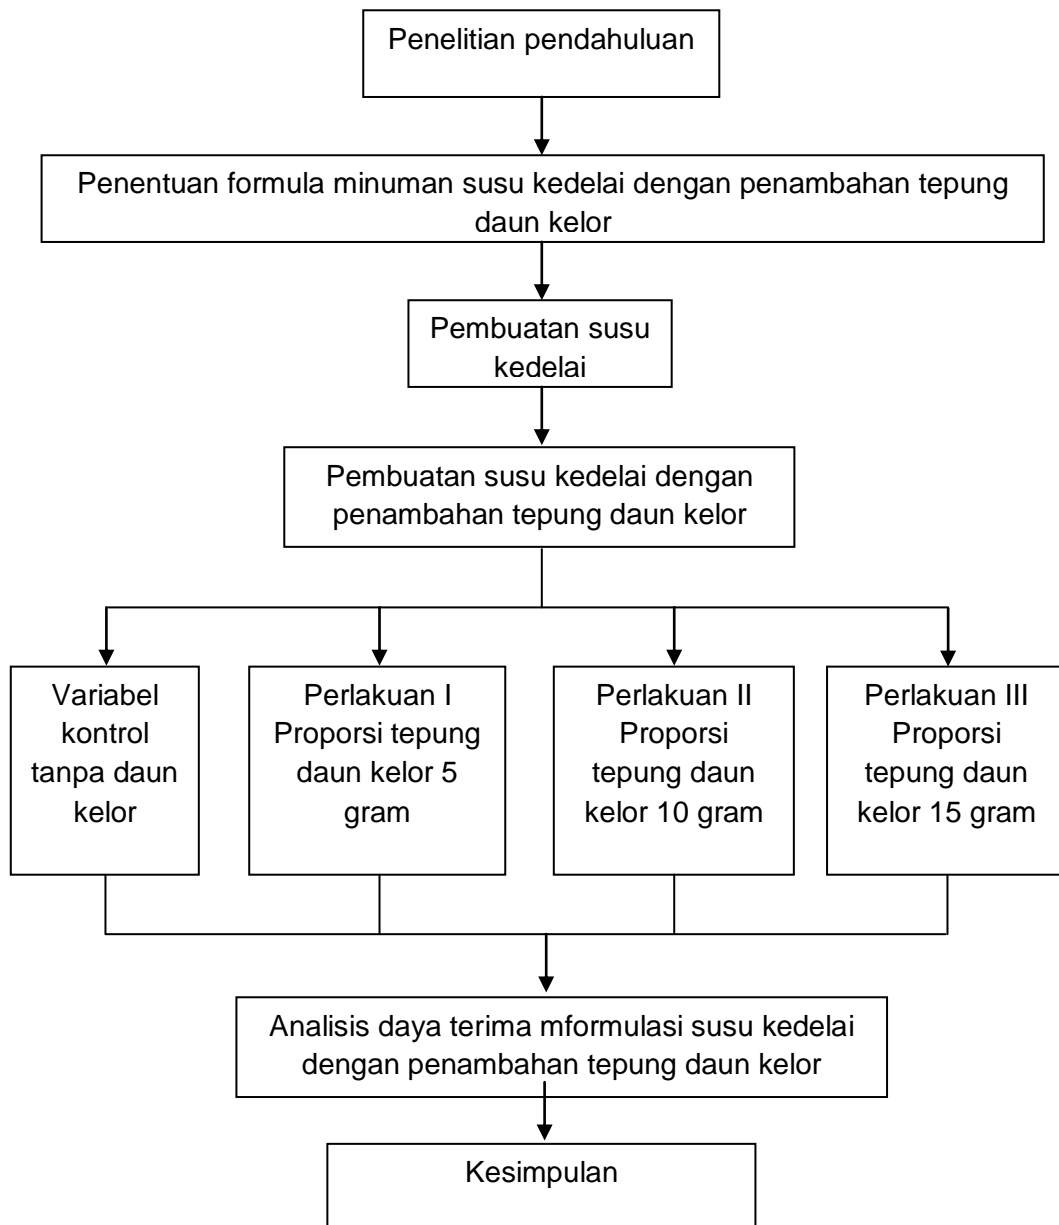 Penelitian pendahuluan
Penentuan formula minuman susu kedelai dengan penambahan tepung
daun kelor
Pembuatan susu
kedelai
Pembuatan susu kedelai dengan
penambahan tepung daun kelor
Variabel
kontrol
tanpa daun
kelor
Perlakuan I
Proporsi tepung
daun kelor 5
gram
Perlakuan II
Proporsi
tepung daun
kelor 10 gram
Perlakuan III
Proporsi
tepung daun
kelor 15 gram
Analisis daya terima mformulasi susu kedelai
dengan penambahan tepung daun kelor
Kesimpulan